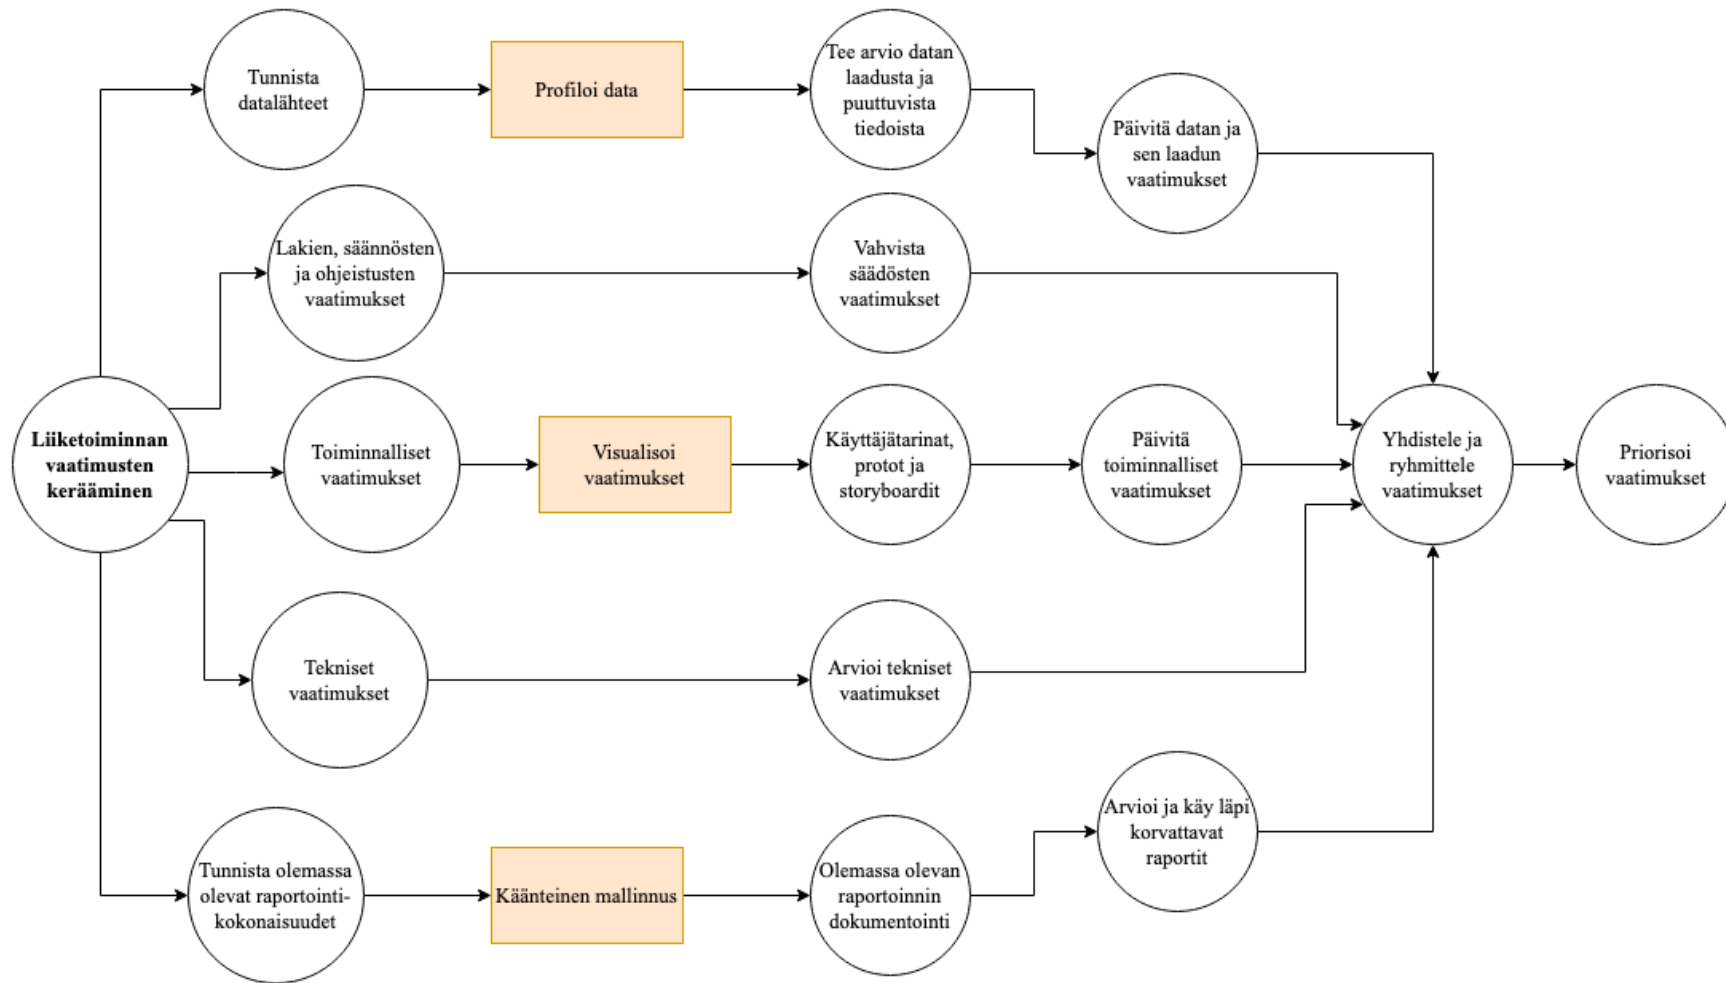 Tunnista
datalähteet
Profiloi data
Tee arvio datan
laadusta ja
puuttuvista
tiedoista
Päivitä datan ja
sen laadun
vaatimukset
Lakien, säännösten
ja ohjeistusten
vaatimukset
Vahvista
säädösten
vaatimukset
Liiketoiminnan
vaatimusten
kerääminen
Toiminnalliset
vaatimukset
Visualisoi
vaatimukset
Käyttäjätarinat,
protot ja
storyboardit
Päivitä
toiminnalliset
vaatimukset
Yhdistele ja
ryhmittele
vaatimukset
Priorisoi
vaatimukset
Tekniset
vaatimukset
Arvioi tekniset
vaatimukset
Tunnista olemassa
olevat raportointi-
kokonaisuudet
Käänteinen mallinnus
Olemassa olevan
raportoinnin
dokumentointi
Arvioi ja käy läpi
korvattavat
raportit